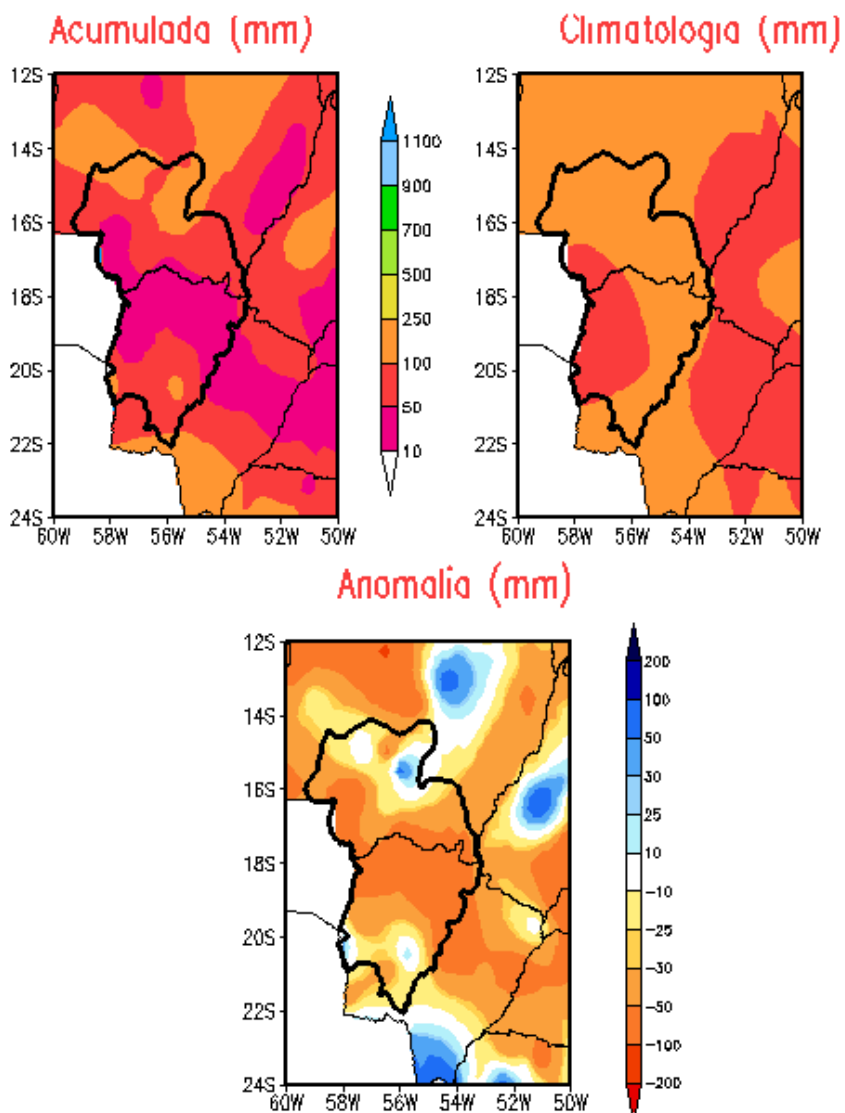 Acumulada (mm)
12S
14S
16S
18S
20S
22S
24S
60W 58W 56W 54W 52W 50W
1100
900
700
500
250
100
50
10
Climatologia (mm)
12S
14S
16S
18S
20S
22S
24S
60W 58W 56W 54W 52W 50W
Anomalia (mm)
12S
14S
16S
18S
20S
22S
24S
60W 58W 56W 54W 52W 50W
200
100
50
30
25
10
-10
-25
-30
-50
-100
-200